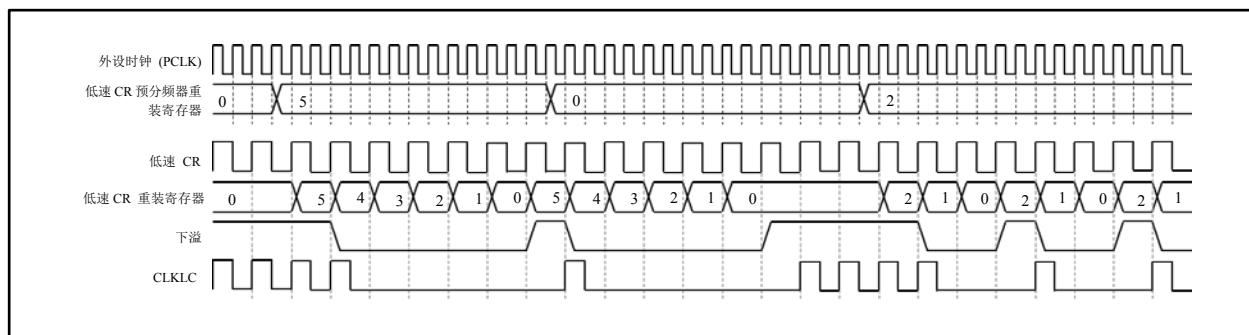 外设时钟 (PCLK)
低速 CR 预分频器重
装寄存器
0 5 0 2
低速 CR
低速 CR 重装寄存器
0 5 4 3 2 1 0 5 4 3 2 1 0 2 1 0 2 1 0 2 1
下溢
CLKLC